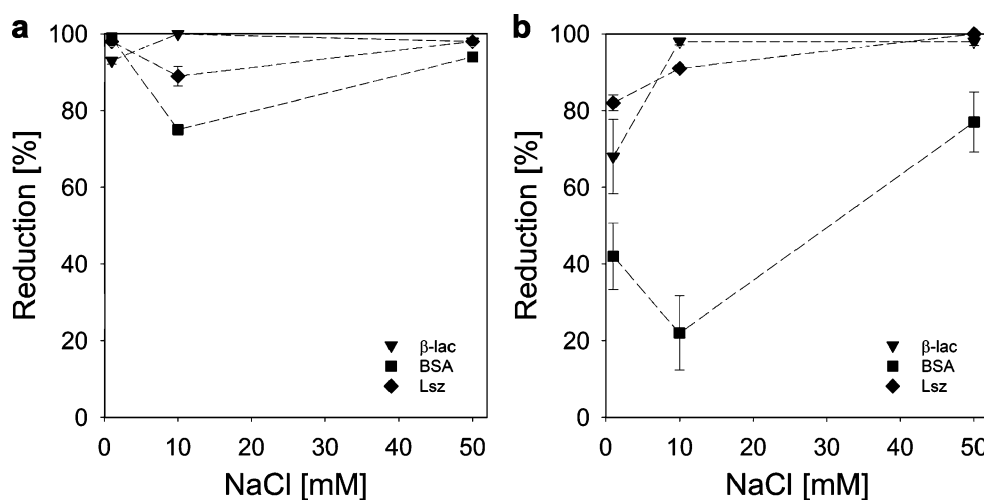 a
100
80
60
40
20
0
Reduction [%]
β-lac
BSA
Lsz
0 10 20 30 40 50
NaCl [mM]
b
100
80
60
40
20
0
Reduction [%]
β-lac
BSA
Lsz
0 10 20 30 40 50
NaCl [mM]